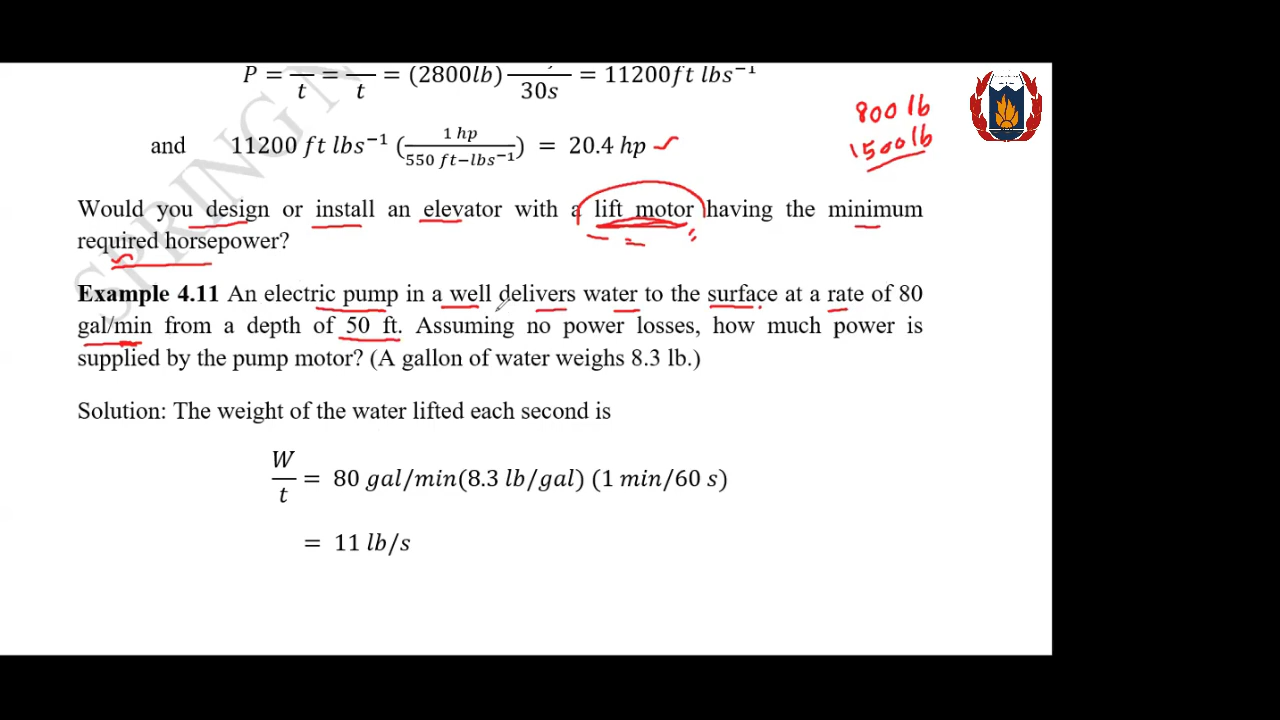 P = — = — = (2800lb) — = 11200ft lbs⁻¹
t t 30s
800 lb
1500 lb
and 11200 ft lbs⁻¹ (1 hp / 550 ft−lbs⁻¹) = 20.4 hp
Would you design or install an elevator with a lift motor having the minimum
required horsepower?
Example 4.11 An electric pump in a well delivers water to the surface at a rate of 80
gal/min from a depth of 50 ft. Assuming no power losses, how much power is
supplied by the pump motor? (A gallon of water weighs 8.3 lb.)
Solution: The weight of the water lifted each second is
W/t = 80 gal/min(8.3 lb/gal) (1 min/60 s)
= 11 lb/s
SPRING N